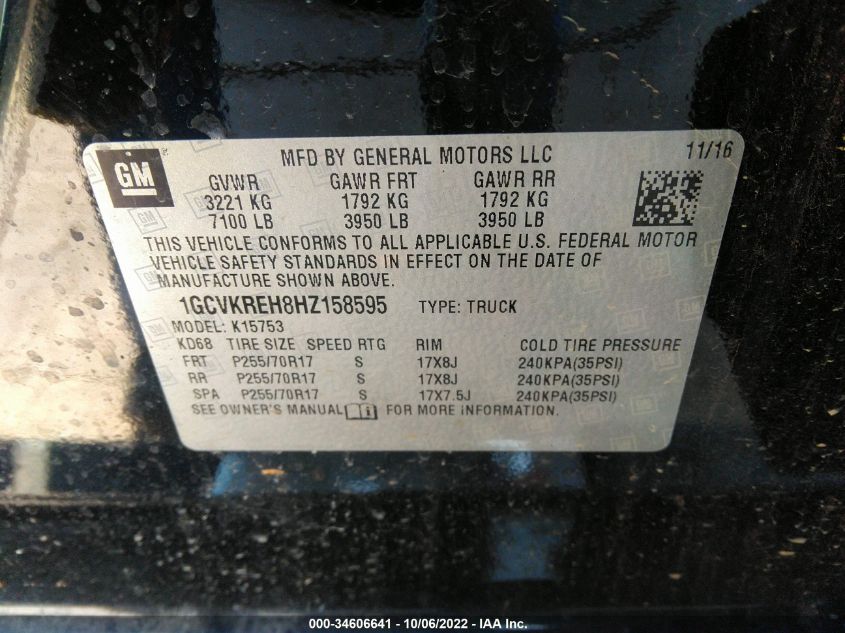 GM
MFD BY GENERAL MOTORS LLC 11/16
GVWR GAWR FRT GAWR RR
3221 KG 1792 KG 1792 KG
7100 LB 3950 LB 3950 LB
THIS VEHICLE CONFORMS TO ALL APPLICABLE U.S. FEDERAL MOTOR
VEHICLE SAFETY STANDARDS IN EFFECT ON THE DATE OF
MANUFACTURE SHOWN ABOVE.
1GCVKREH8HZ158595 TYPE: TRUCK
MODEL: K15753
KD68 TIRE SIZE SPEED RTG RIM COLD TIRE PRESSURE
FRT P255/70R17 S 17X8J 240KPA(35PSI)
RR P255/70R17 S 17X8J 240KPA(35PSI)
SPA P255/70R17 S 17X7.5J 240KPA(35PSI)
SEE OWNER'S MANUAL FOR MORE INFORMATION.
000-34606641 - 10/06/2022 - IAA Inc.